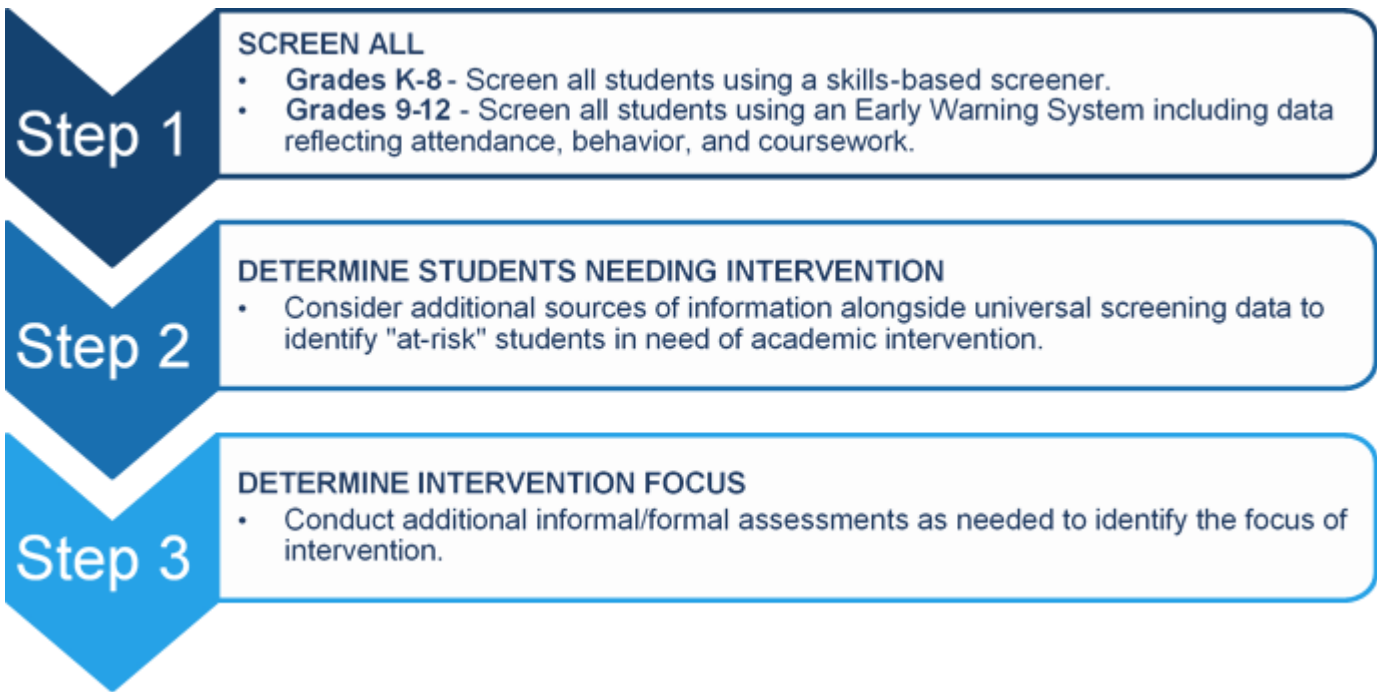 Step 1
SCREEN ALL
• Grades K-8 - Screen all students using a skills-based screener.
• Grades 9-12 - Screen all students using an Early Warning System including data
reflecting attendance, behavior, and coursework.
Step 2
DETERMINE STUDENTS NEEDING INTERVENTION
• Consider additional sources of information alongside universal screening data to
identify "at-risk" students in need of academic intervention.
Step 3
DETERMINE INTERVENTION FOCUS
• Conduct additional informal/formal assessments as needed to identify the focus of
intervention.